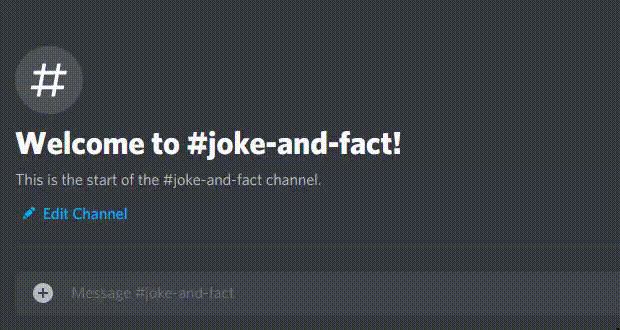 #
Welcome to #joke-and-fact!
This is the start of the #joke-and-fact channel.
Edit Channel
Message #joke-and-fact